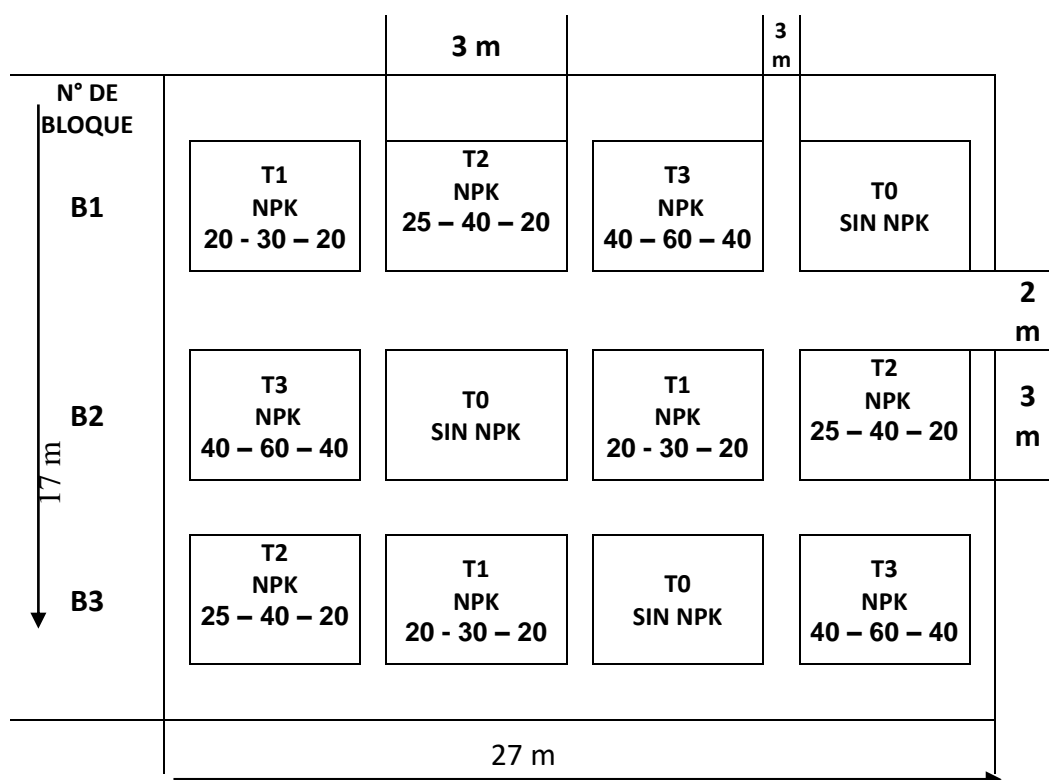 3 m
3
m
N° DE
BLOQUE
B1
T1
NPK
20 - 30 – 20
T2
NPK
25 – 40 – 20
T3
NPK
40 – 60 – 40
T0
SIN NPK
2
m
B2
T3
NPK
40 – 60 – 40
T0
SIN NPK
T1
NPK
20 - 30 – 20
T2
NPK
25 – 40 – 20
3
m
17 m
B3
T2
NPK
25 – 40 – 20
T1
NPK
20 - 30 – 20
T0
SIN NPK
T3
NPK
40 – 60 – 40
27 m